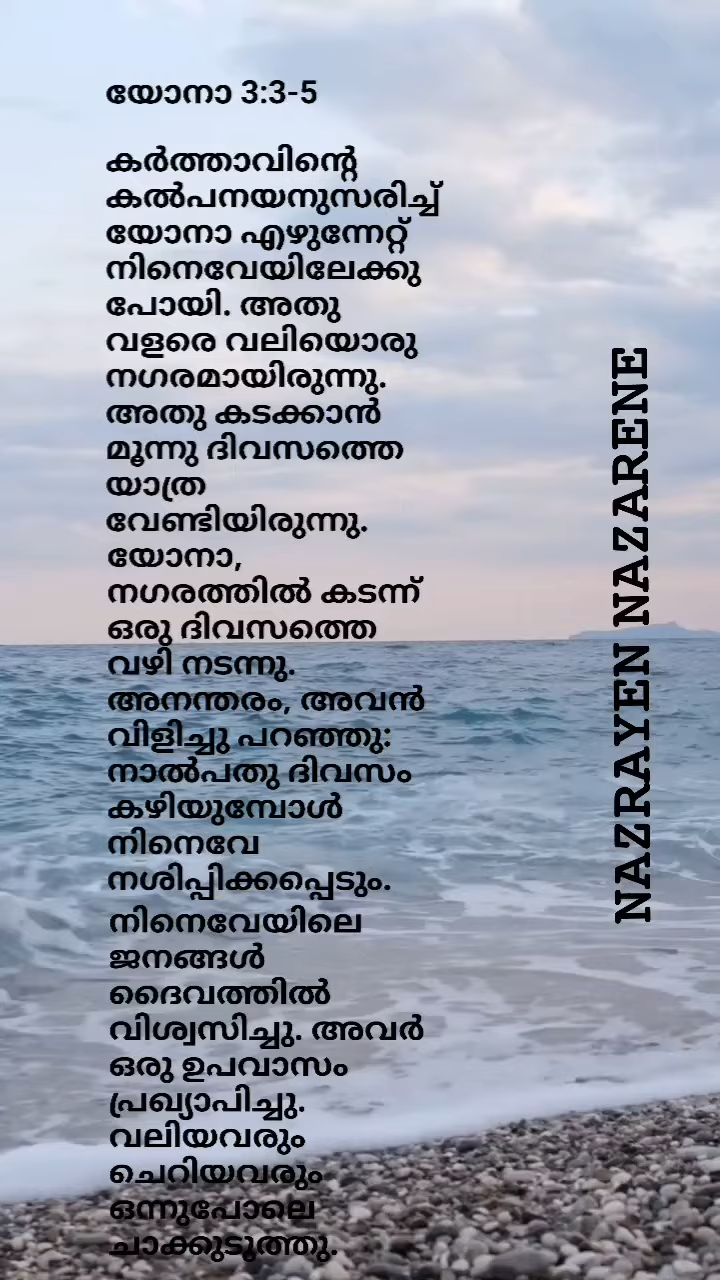 യോനാ 3:3-5
കർത്താവിന്റെ
കൽപനയനുസരിച്ച്
യോനാ എഴുന്നേറ്റ്
നിനെവേയിലേക്കു
പോയി. അതു
വളരെ വലിയൊരു
നഗരമായിരുന്നു.
അതു കടക്കാൻ
മൂന്നു ദിവസത്തെ
യാത്ര
വേണ്ടിയിരുന്നു.
യോനാ,
നഗരത്തിൽ കടന്ന്
ഒരു ദിവസത്തെ
വഴി നടന്നു.
അനന്തരം, അവൻ
വിളിച്ചു പറഞ്ഞു:
നാൽപതു ദിവസം
കഴിയുമ്പോൾ
നിനെവേ
നശിപ്പിക്കപ്പെടും.
നിനെവേയിലെ
ജനങ്ങൾ
ദൈവത്തിൽ
വിശ്വസിച്ചു. അവർ
ഒരു ഉപവാസം
പ്രഖ്യാപിച്ചു.
വലിയവരും
ചെറിയവരും
ഒന്നുപോലെ
ചാക്കുടുത്തു.
NAZRAYEN NAZARENE